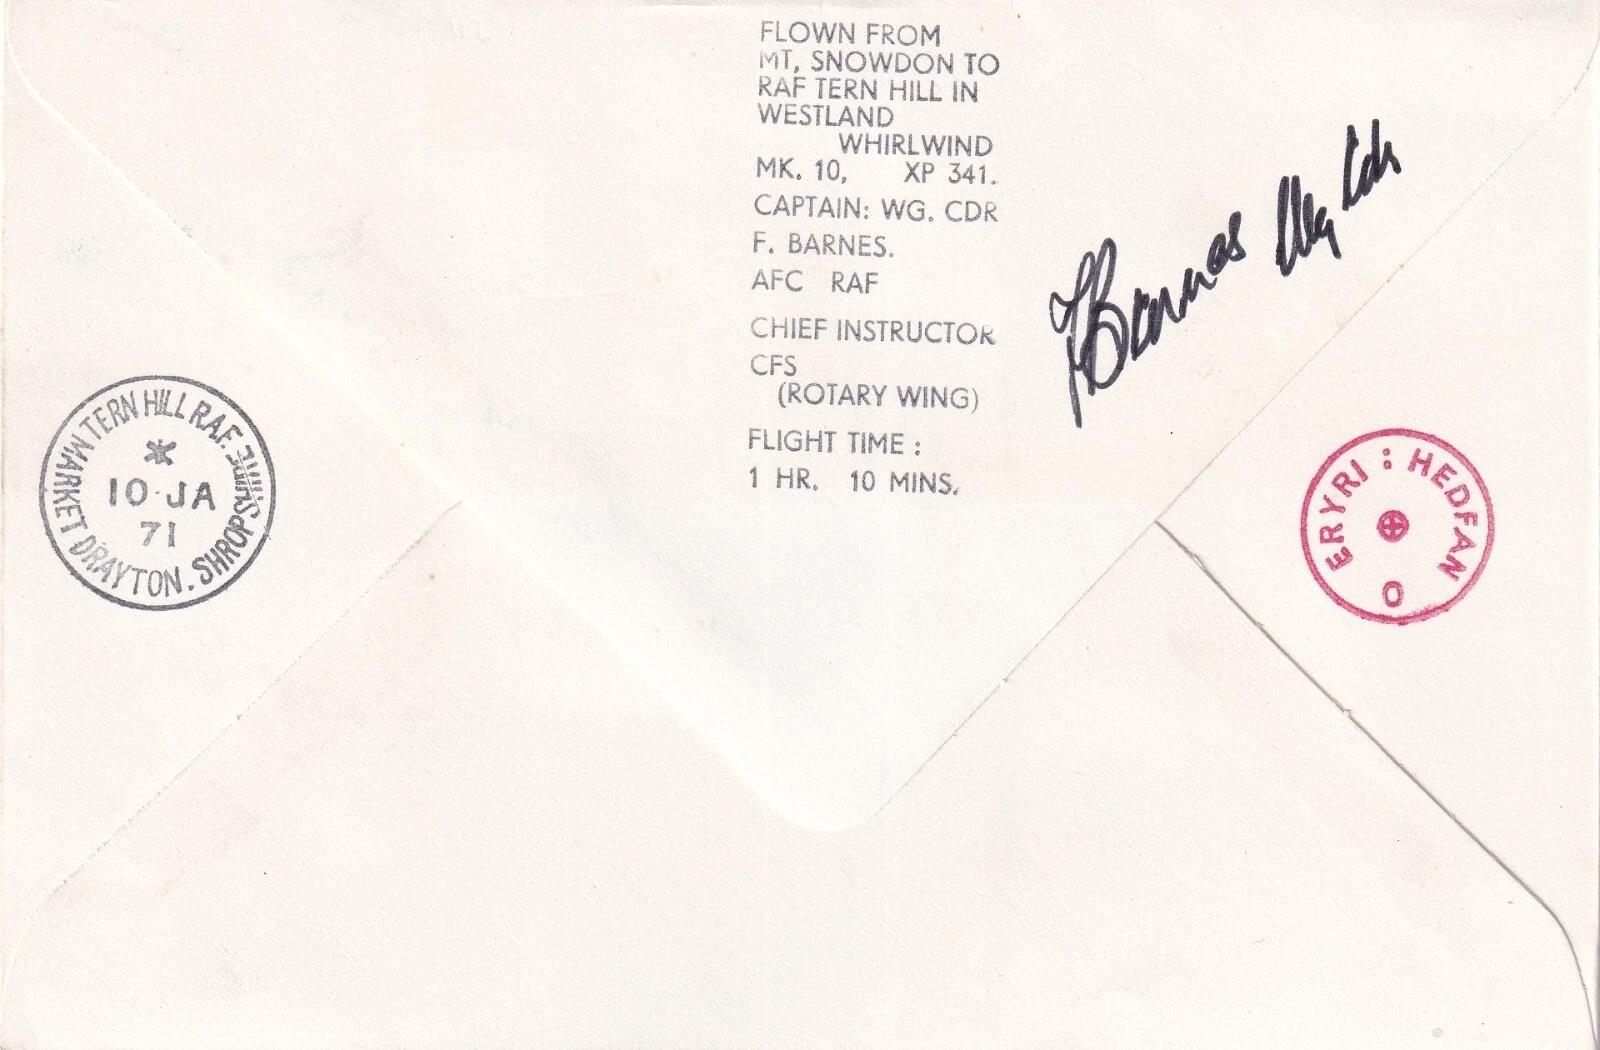 FLOWN FROM
MT, SNOWDON TO
RAF TERN HILL IN
WESTLAND
WHIRLWIND
MK. 10, XP 341.
CAPTAIN: WG. CDR
F. BARNES.
AFC RAF
CHIEF INSTRUCTOR
CFS
(ROTARY WING)
FLIGHT TIME :
1 HR. 10 MINS.
FBarnes Wg Cdr
TERN HILL R.A.F.
MARKET DRAYTON. SHROPSHIRE
10 · JA
71
ERYRI : HEDFAN
O